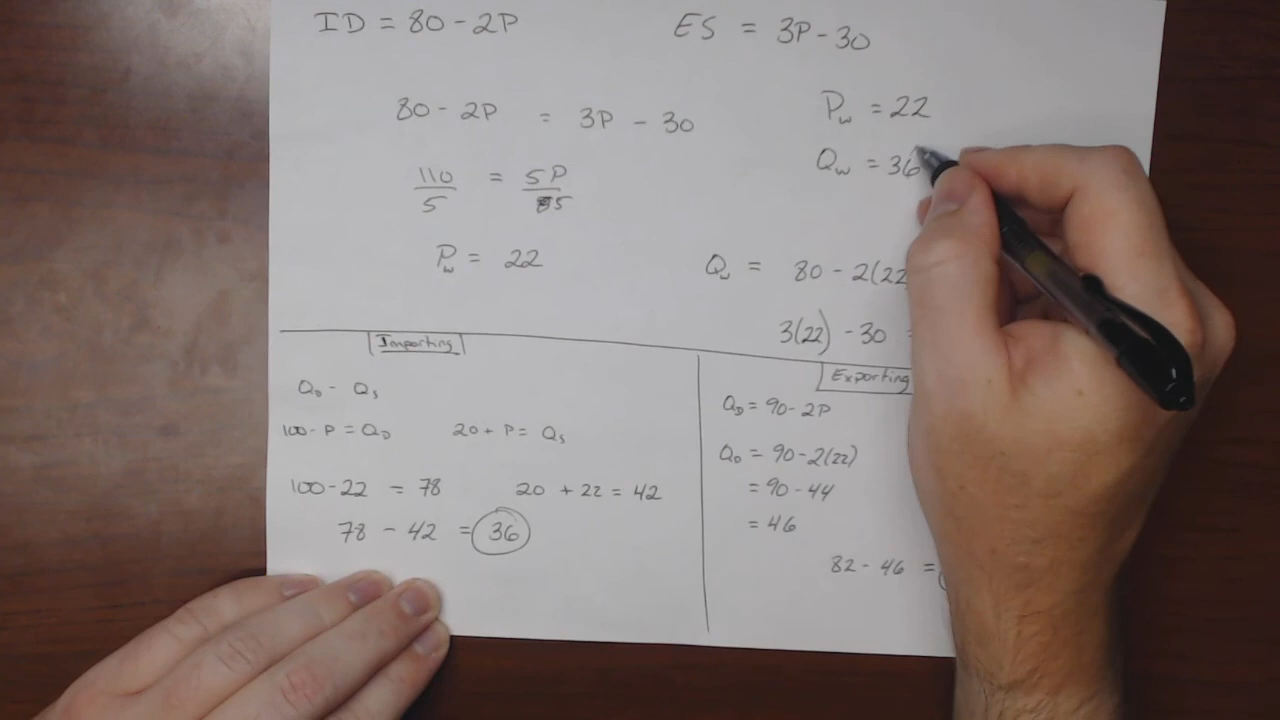 ID = 80 - 2P
ES = 3P - 30
80 - 2P = 3P - 30
110/5 = 5P/5
Pw = 22
Pw = 22
Qw = 36
Qw = 80 - 2(22
3(22) - 30 =
Importing
QD - QS
100 - P = QD
20 + P = QS
100 - 22 = 78
20 + 22 = 42
78 - 42 = 36
Exporting
QD = 90 - 2P
QD = 90 - 2(22)
= 90 - 44
= 46
82 - 46 =